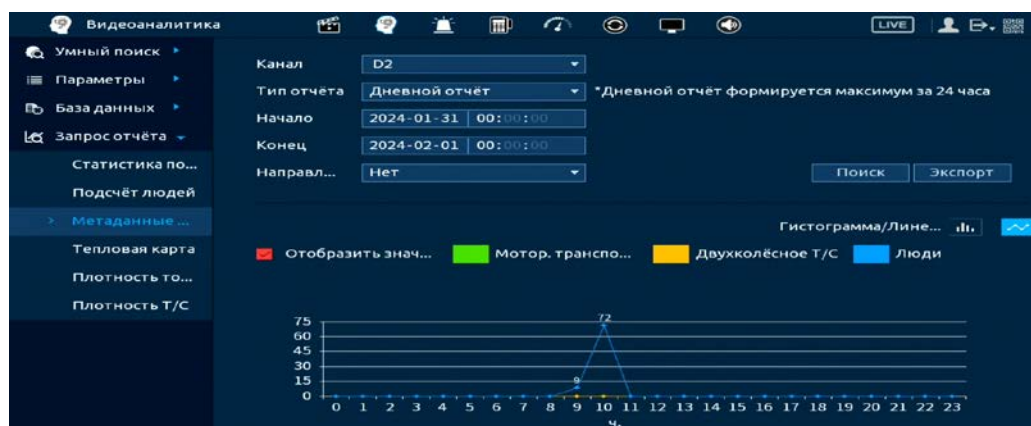 Видеоаналитика
LIVE
Умный поиск
Параметры
База данных
Запрос отчёта
Статистика по...
Подсчёт людей
Метаданные ...
Тепловая карта
Плотность то...
Плотность Т/С
Канал D2
Тип отчёта Дневной отчёт *Дневной отчёт формируется максимум за 24 часа
Начало 2024-01-31 00:00:00
Конец 2024-02-01 00:00:00
Направл... Нет Поиск Экспорт
Гистограмма/Лине...
Отобразить знач... Мотор. транспо... Двухколёсное Т/С Люди
75
60
45
30
15
0
72
9
0 1 2 3 4 5 6 7 8 9 10 11 12 13 14 15 16 17 18 19 20 21 22 23
ч.